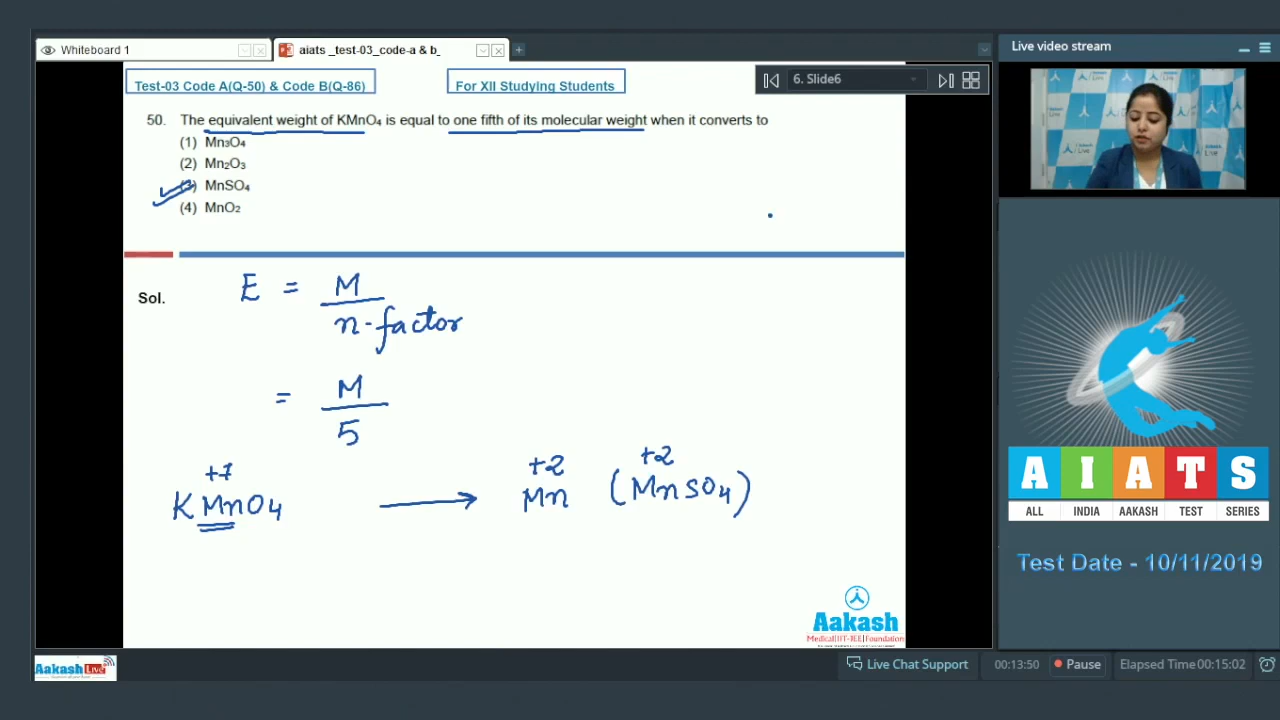 Whiteboard 1
aiats _test-03_code-a & b_
Live video stream
Test-03 Code A(Q-50) & Code B(Q-86)
For XII Studying Students
6. Slide6
50. The equivalent weight of KMnO4 is equal to one fifth of its molecular weight when it converts to
(1) Mn3O4
(2) Mn2O3
(3) MnSO4
(4) MnO2
Sol.
E = M
n-factor
= M
5
+7
KMnO4
+2
Mn
+2
(MnSO4)
A I A T S
ALL INDIA AAKASH TEST SERIES
Test Date - 10/11/2019
Aakash
Medical|IIT-JEE|Foundation
Aakash Live
Live Chat Support
00:13:50
Pause
Elapsed Time 00:15:02